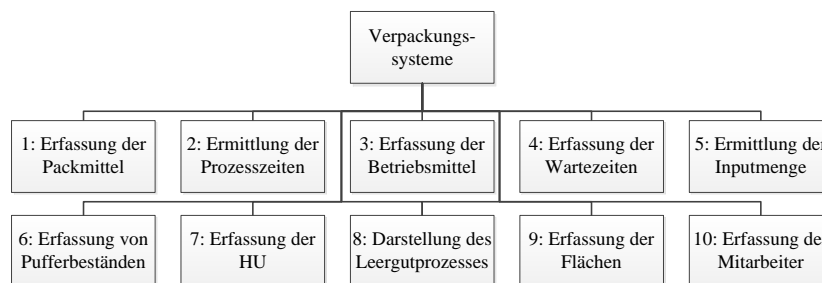 Verpackungs-
systeme
1: Erfassung der
Packmittel
2: Ermittlung der
Prozesszeiten
3: Erfassung der
Betriebsmittel
4: Erfassung der
Wartezeiten
5: Ermittlung der
Inputmenge
6: Erfassung von
Pufferbeständen
7: Erfassung der
HU
8: Darstellung des
Leergutprozesses
9: Erfassung der
Flächen
10: Erfassung de
Mitarbeiter